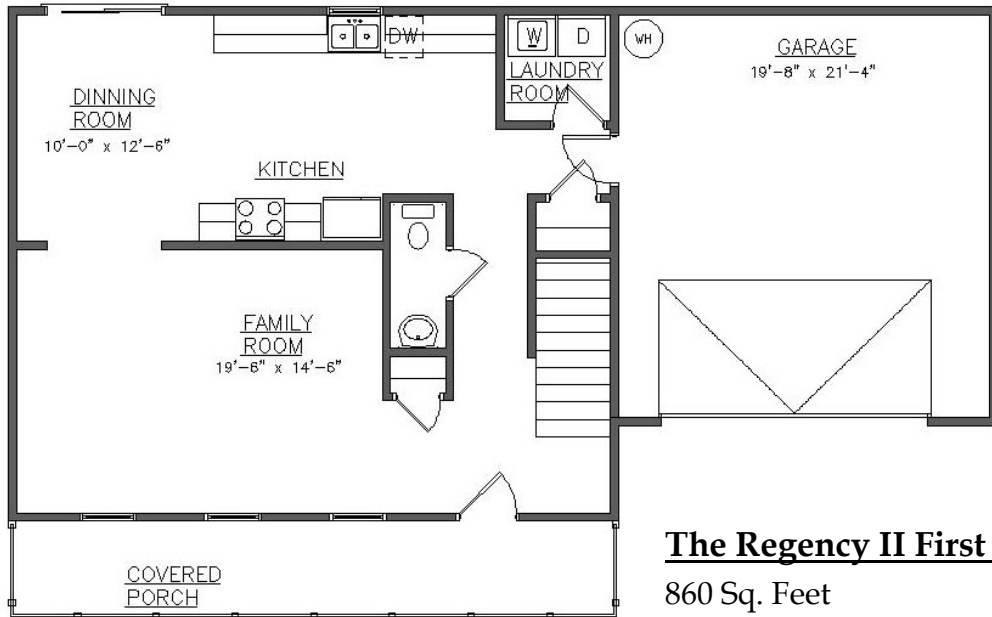 DW
W
D
WH
LAUNDRY
ROOM
GARAGE
19'-8" x 21'-4"
DINNING
ROOM
10'-0" x 12'-6"
KITCHEN
FAMILY
ROOM
19'-6" x 14'-6"
COVERED
PORCH
The Regency II First
860 Sq. Feet